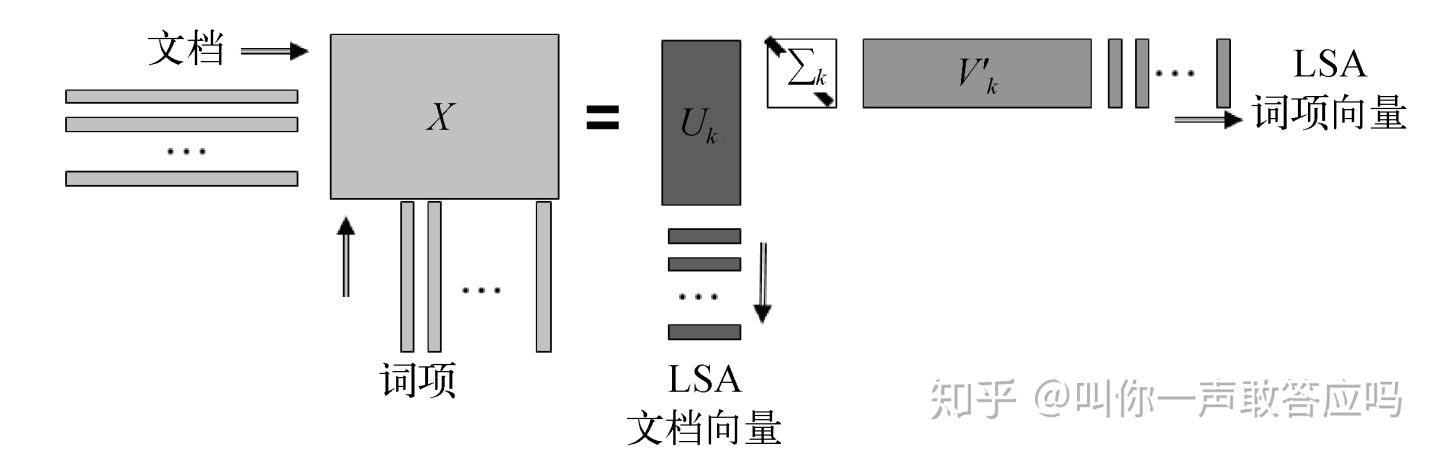 文档
X
=
U_k
∑_k
V'_k
LSA
词项向量
...
...
...
...
词项
LSA
文档向量
知乎 @叫你一声敢答应吗